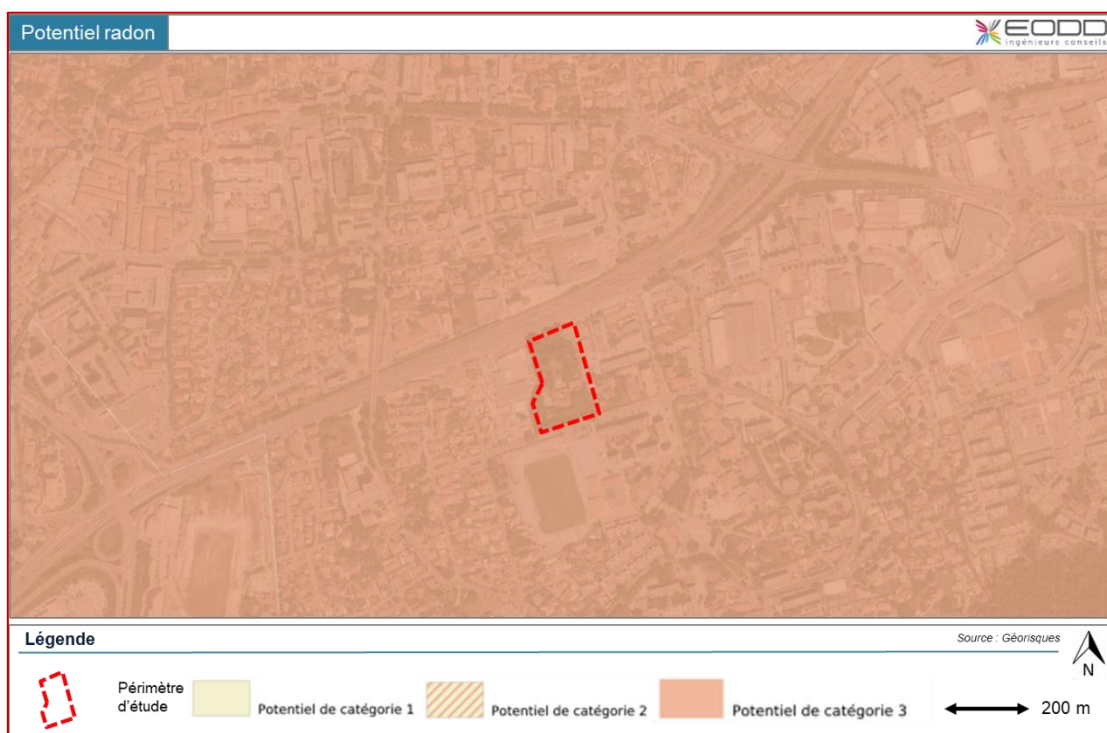 Potentiel radon
EODD
ingénieurs conseils
Légende
Source : Géorisques
N
Périmètre
d'étude
Potentiel de catégorie 1
Potentiel de catégorie 2
Potentiel de catégorie 3
200 m